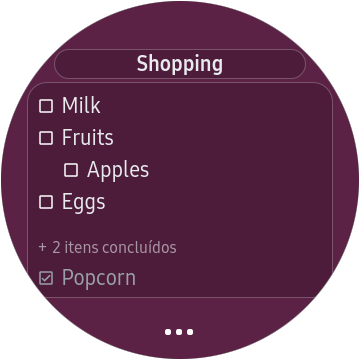 Shopping
Milk
Fruits
Apples
Eggs
+ 2 itens concluídos
Popcorn